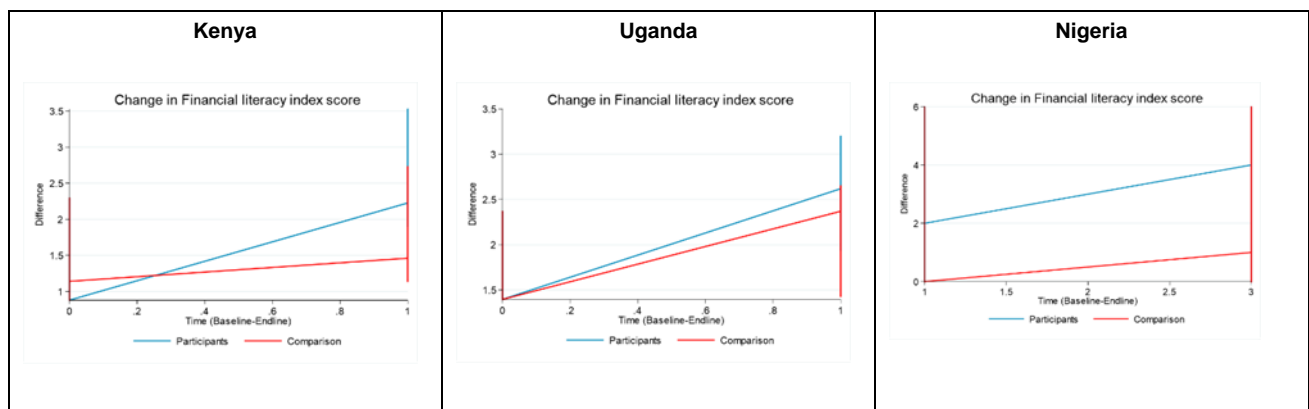 Kenya
Change in Financial literacy index score
3.5
3
2.5
2
1.5
1
Difference
0
.2
.4
.6
.8
1
Time (Baseline-Endline)
Participants
Comparison
Uganda
Change in Financial literacy index score
3.5
3
2.5
2
1.5
Difference
0
.2
.4
.6
.8
1
Time (Baseline-Endline)
Participants
Comparison
Nigeria
Change in Financial literacy index score
6
4
2
0
Difference
1
1.5
2
2.5
3
Time (Baseline-Endline)
Participants
Comparison